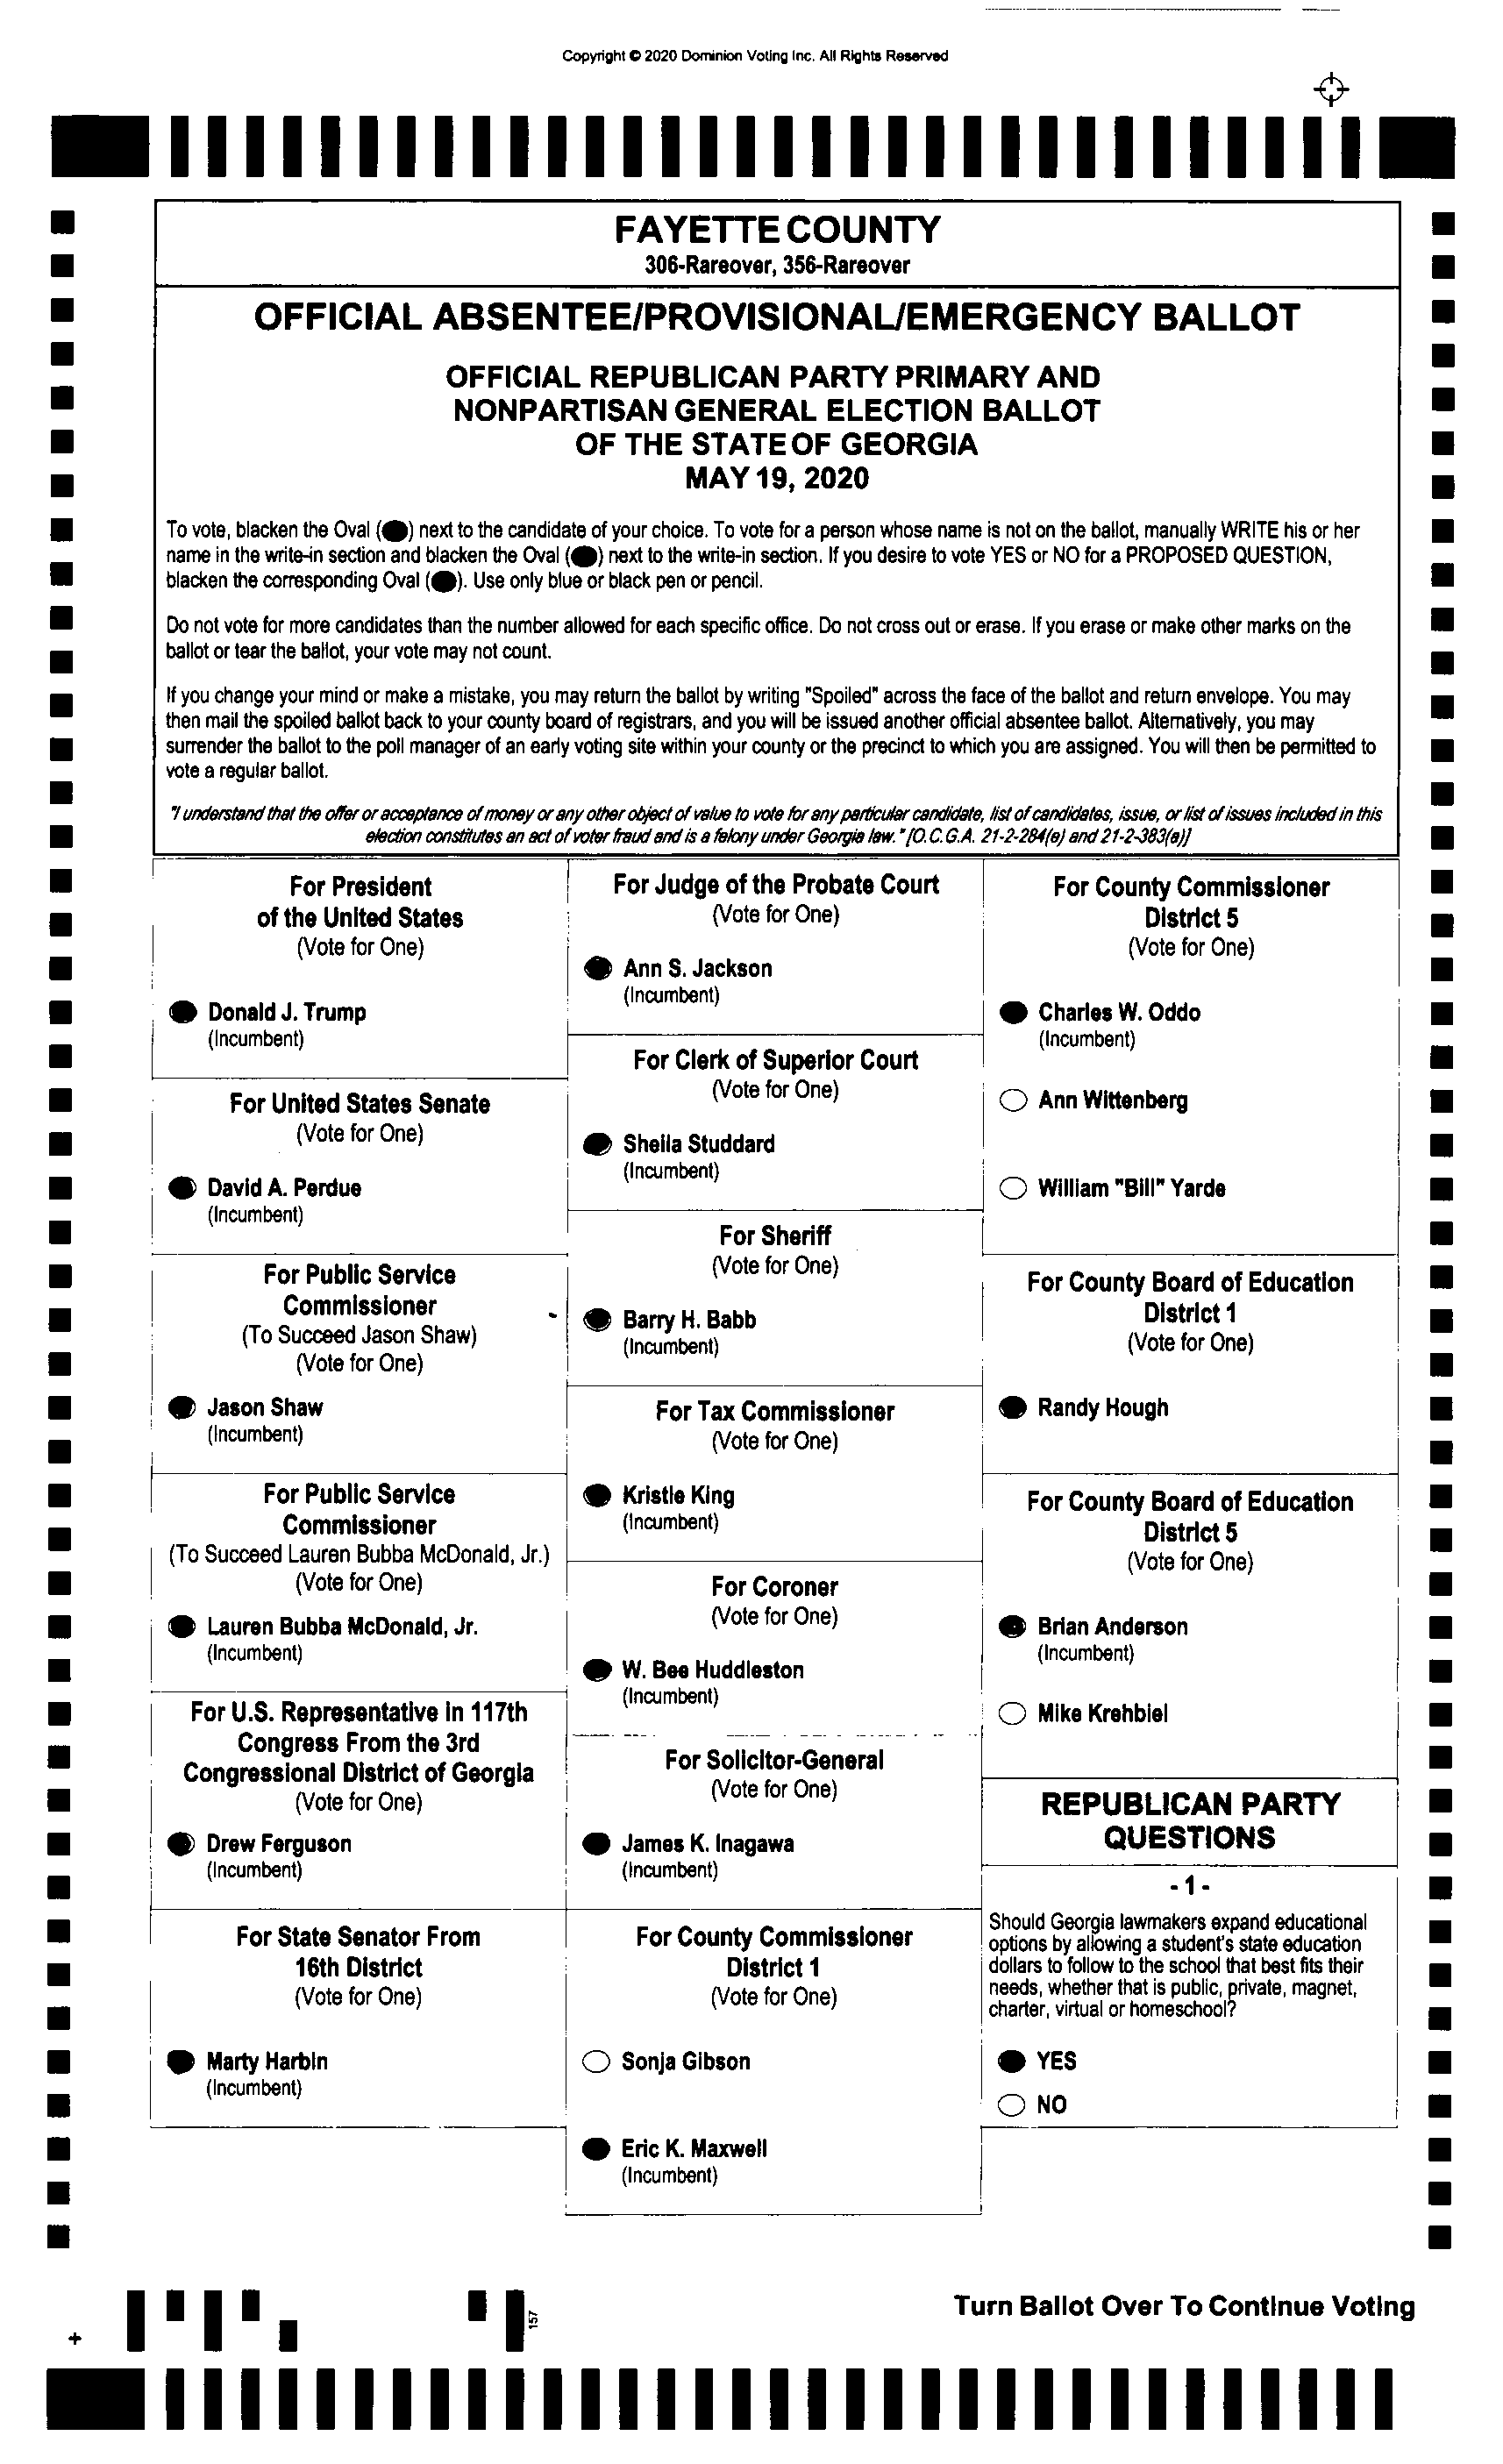 Copyright © 2020 Dominion Voting Inc. All Rights Reserved
FAYETTE COUNTY
306-Rareover, 356-Rareover
OFFICIAL ABSENTEE/PROVISIONAL/EMERGENCY BALLOT
OFFICIAL REPUBLICAN PARTY PRIMARY AND
NONPARTISAN GENERAL ELECTION BALLOT
OF THE STATE OF GEORGIA
MAY 19, 2020
To vote, blacken the Oval ( ) next to the candidate of your choice. To vote for a person whose name is not on the ballot, manually WRITE his or her
name in the write-in section and blacken the Oval ( ) next to the write-in section. If you desire to vote YES or NO for a PROPOSED QUESTION,
blacken the corresponding Oval ( ). Use only blue or black pen or pencil.
Do not vote for more candidates than the number allowed for each specific office. Do not cross out or erase. If you erase or make other marks on the
ballot or tear the ballot, your vote may not count.
If you change your mind or make a mistake, you may return the ballot by writing "Spoiled" across the face of the ballot and return envelope. You may
then mail the spoiled ballot back to your county board of registrars, and you will be issued another official absentee ballot. Alternatively, you may
surrender the ballot to the poll manager of an early voting site within your county or the precinct to which you are assigned. You will then be permitted to
vote a regular ballot.
"I understand that the offer or acceptance of money or any other object of value to vote for any particular candidate, list of candidates, issue, or list of issues included in this
election constitutes an act of voter fraud and is a felony under Georgia law." [O.C.G.A. 21-2-284(e) and 21-2-383(a)]
For President
of the United States
(Vote for One)
Donald J. Trump
(Incumbent)
For United States Senate
(Vote for One)
David A. Perdue
(Incumbent)
For Public Service
Commissioner
(To Succeed Jason Shaw)
(Vote for One)
Jason Shaw
(Incumbent)
For Public Service
Commissioner
(To Succeed Lauren Bubba McDonald, Jr.)
(Vote for One)
Lauren Bubba McDonald, Jr.
(Incumbent)
For U.S. Representative in 117th
Congress From the 3rd
Congressional District of Georgia
(Vote for One)
Drew Ferguson
(Incumbent)
For State Senator From
16th District
(Vote for One)
Marty Harbin
(Incumbent)
For Judge of the Probate Court
(Vote for One)
Ann S. Jackson
(Incumbent)
For Clerk of Superior Court
(Vote for One)
Sheila Studdard
(Incumbent)
For Sheriff
(Vote for One)
Barry H. Babb
(Incumbent)
For Tax Commissioner
(Vote for One)
Kristie King
(Incumbent)
For Coroner
(Vote for One)
W. Bee Huddleston
(Incumbent)
For Solicitor-General
(Vote for One)
James K. Inagawa
(Incumbent)
For County Commissioner
District 1
(Vote for One)
Sonja Gibson
Eric K. Maxwell
(Incumbent)
For County Commissioner
District 5
(Vote for One)
Charles W. Oddo
(Incumbent)
Ann Wittenberg
William "Bill" Yarde
For County Board of Education
District 1
(Vote for One)
Randy Hough
For County Board of Education
District 5
(Vote for One)
Brian Anderson
(Incumbent)
Mike Krehbiel
REPUBLICAN PARTY
QUESTIONS
- 1 -
Should Georgia lawmakers expand educational
options by allowing a student's state education
dollars to follow to the school that best fits their
needs, whether that is public, private, magnet,
charter, virtual or homeschool?
YES
NO
157
Turn Ballot Over To Continue Voting